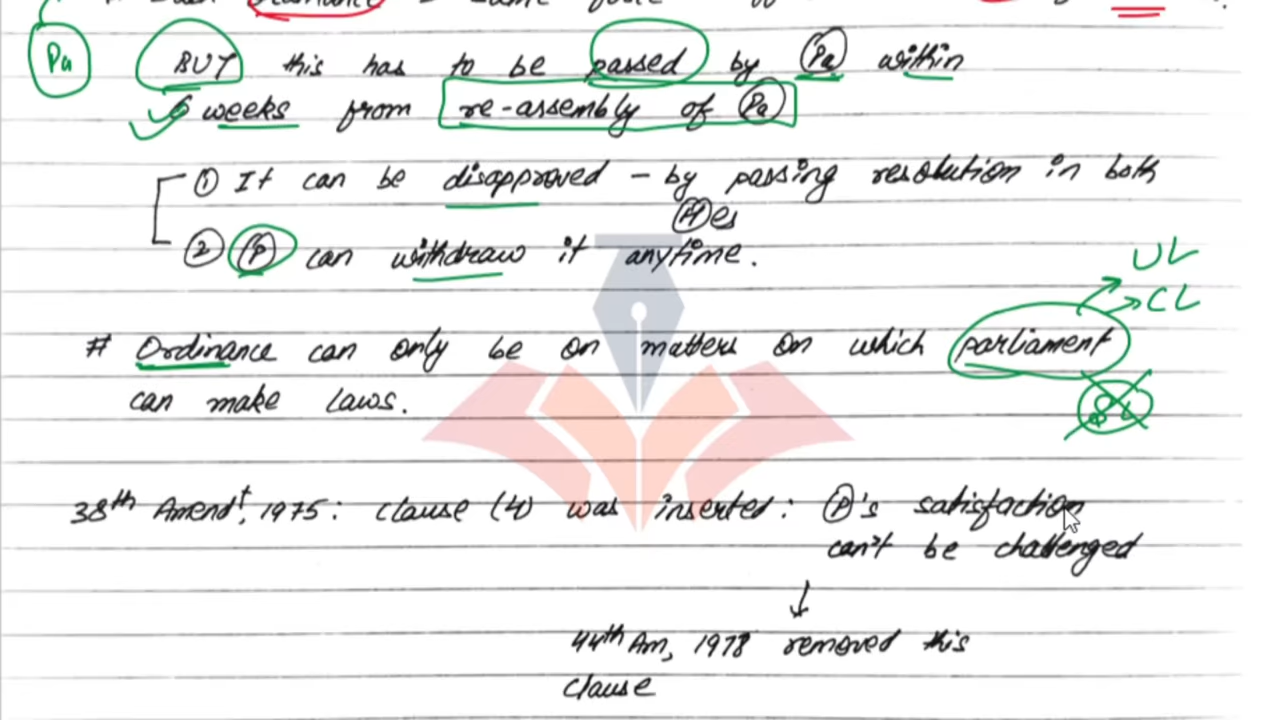 Pa BUT this has to be passed by Pa within
6 weeks from re-assembly of Pa
① It can be disapproved - by passing resolution in both
Hes
② P can withdraw it anytime.
UL
CL
# Ordinance can only be on matters on which parliament
can make laws.
SL
38th Amendt, 1975: clause (4) was inserted: P's satisfaction
can't be challenged
↓
44th Am, 1978 removed this
clause